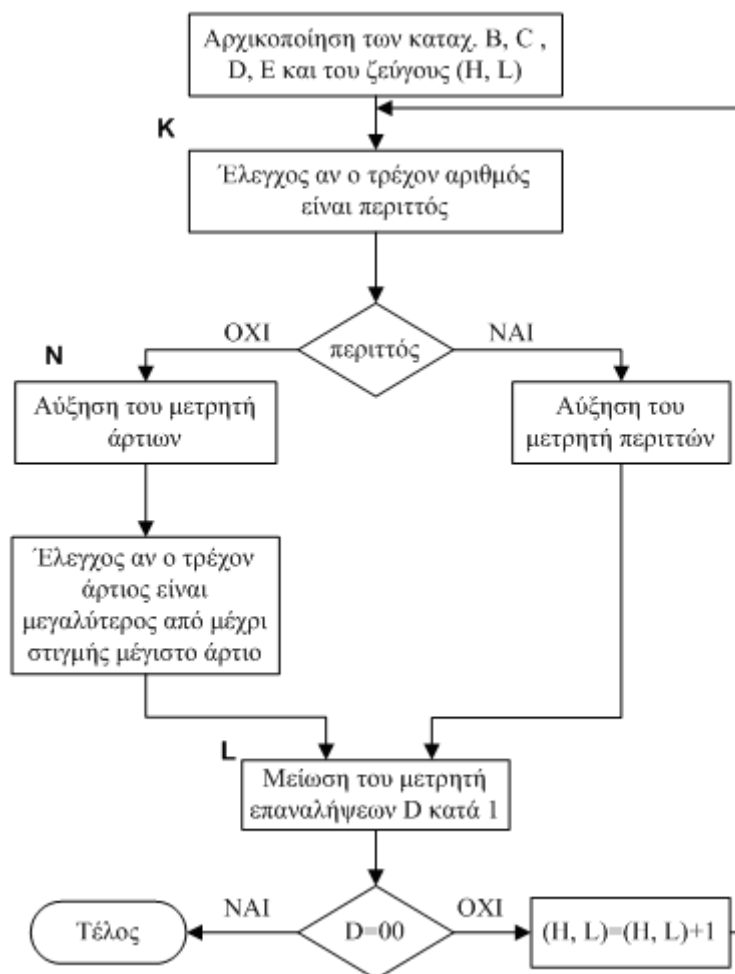 Αρχικοποίηση των καταχ. B, C ,
D, E και του ζεύγους (H, L)
K
Έλεγχος αν ο τρέχον αριθμός
είναι περιττός
ΟΧΙ
ΝΑΙ
N
περιττός
Αύξηση του μετρητή
άρτιων
Αύξηση του
μετρητή περιττών
Έλεγχος αν ο τρέχον
άρτιος είναι
μεγαλύτερος από μέχρι
στιγμής μέγιστο άρτιο
L
Μείωση του μετρητή
επαναλήψεων D κατά 1
ΝΑΙ
ΟΧΙ
Τέλος
D=00
(H, L)=(H, L)+1